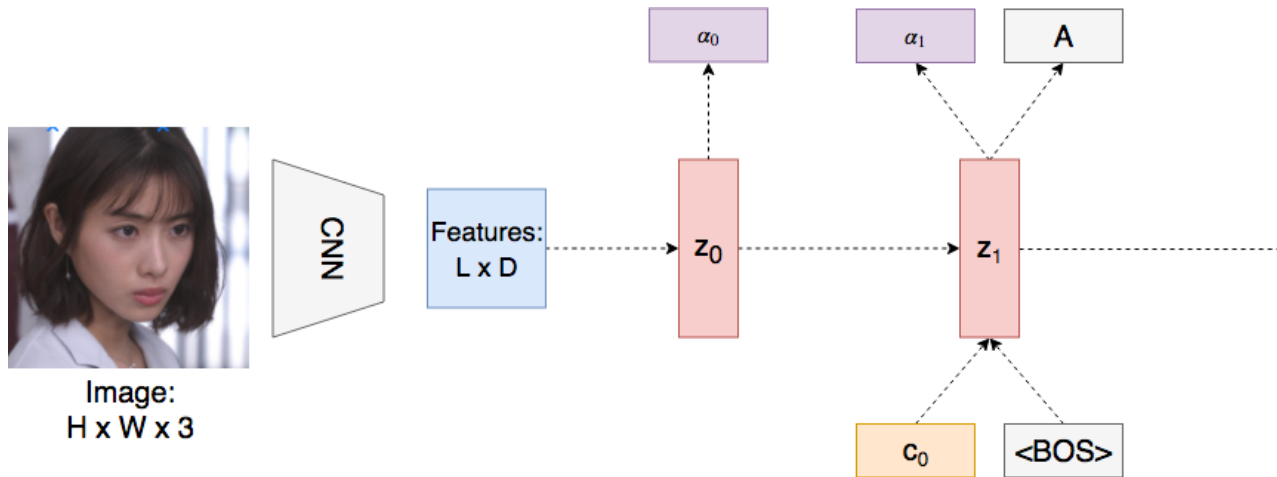 α₀
α₁
A
CNN
Features:
L x D
z₀
z₁
Image:
H x W x 3
c₀
<BOS>